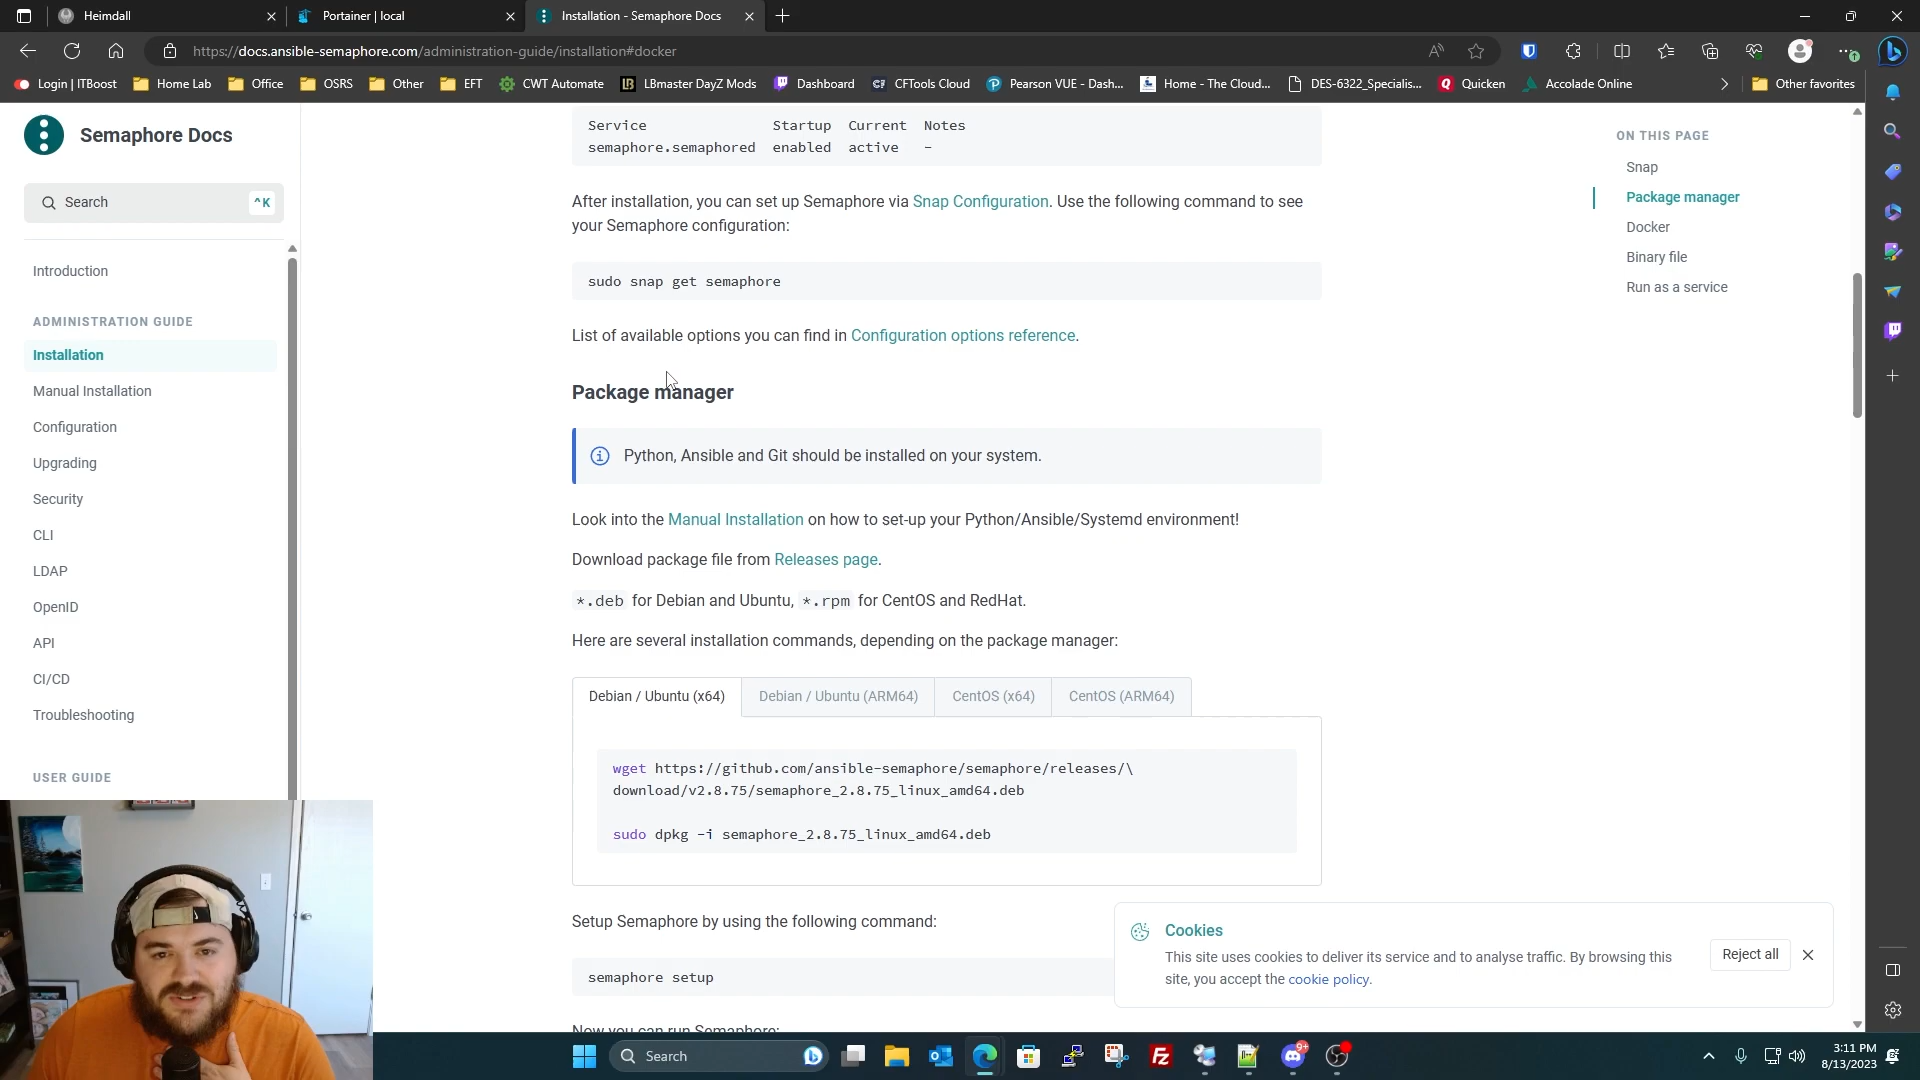 Heimdall
Portainer | local
Installation - Semaphore Docs
https://docs.ansible-semaphore.com/administration-guide/installation#docker
Login | ITBoost
Home Lab
Office
OSRS
Other
EFT
CWT Automate
LBmaster DayZ Mods
Dashboard
CFTools Cloud
Pearson VUE - Dash...
Home - The Cloud...
DES-6322_Specialis...
Quicken
Accolade Online
Other favorites
Semaphore Docs
Search
^K
Introduction
ADMINISTRATION GUIDE
Installation
Manual Installation
Configuration
Upgrading
Security
CLI
LDAP
OpenID
API
CI/CD
Troubleshooting
USER GUIDE
Service Startup Current Notes
semaphore.semaphored enabled active –
After installation, you can set up Semaphore via Snap Configuration. Use the following command to see
your Semaphore configuration:
sudo snap get semaphore
List of available options you can find in Configuration options reference.
Package manager
Python, Ansible and Git should be installed on your system.
Look into the Manual Installation on how to set-up your Python/Ansible/Systemd environment!
Download package file from Releases page.
*.deb for Debian and Ubuntu, *.rpm for CentOS and RedHat.
Here are several installation commands, depending on the package manager:
Debian / Ubuntu (x64)
Debian / Ubuntu (ARM64)
CentOS (x64)
CentOS (ARM64)
wget https://github.com/ansible-semaphore/semaphore/releases/\
download/v2.8.75/semaphore_2.8.75_linux_amd64.deb
sudo dpkg -i semaphore_2.8.75_linux_amd64.deb
Setup Semaphore by using the following command:
semaphore setup
Now you can run Semaphore:
ON THIS PAGE
Snap
Package manager
Docker
Binary file
Run as a service
Cookies
This site uses cookies to deliver its service and to analyse traffic. By browsing this
site, you accept the cookie policy.
Reject all
Search
9+
3:11 PM
8/13/2023